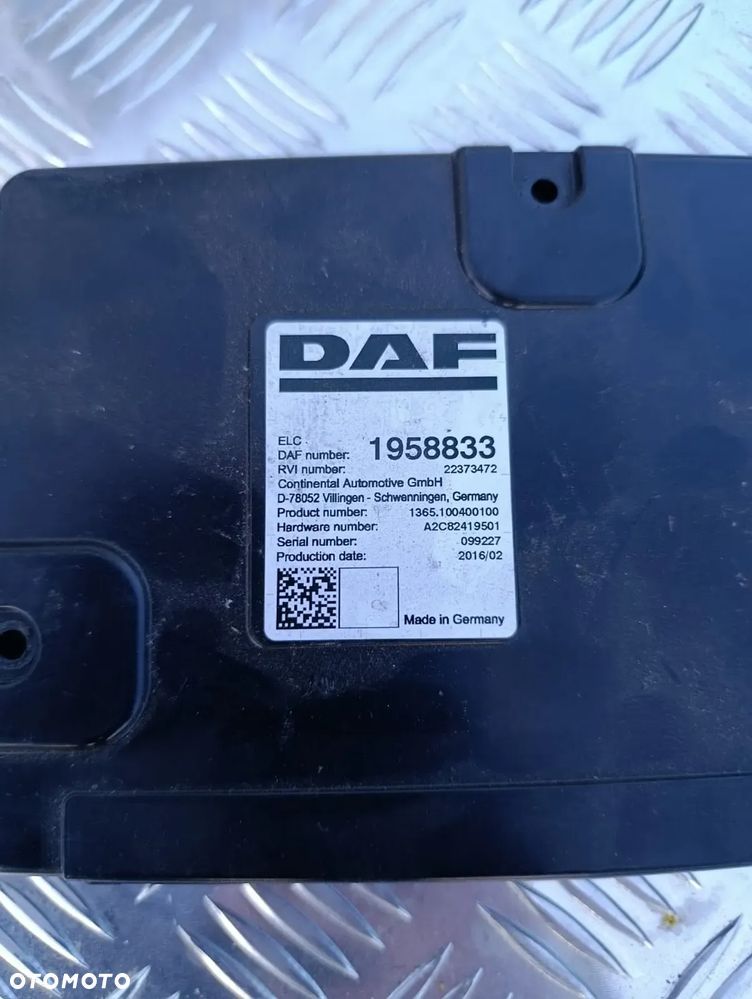 DAF
ELC
DAF number: 1958833
RVI number: 22373472
Continental Automotive GmbH
D-78052 Villingen - Schwenningen, Germany
Product number: 1365.100400100
Hardware number: A2C82419501
Serial number: 099227
Production date: 2016/02
Made in Germany
OTOMOTO